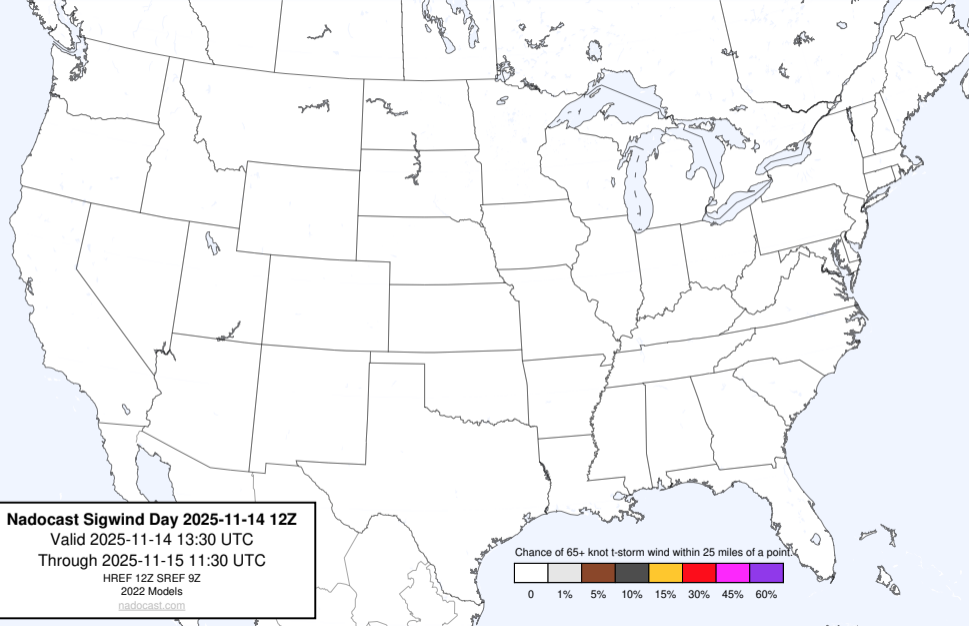 Nadocast Sigwind Day 2025-11-14 12Z
Valid 2025-11-14 13:30 UTC
Through 2025-11-15 11:30 UTC
HREF 12Z SREF 9Z
2022 Models
nadocast.com
Chance of 65+ knot t-storm wind within 25 miles of a point.
0 1% 5% 10% 15% 30% 45% 60%